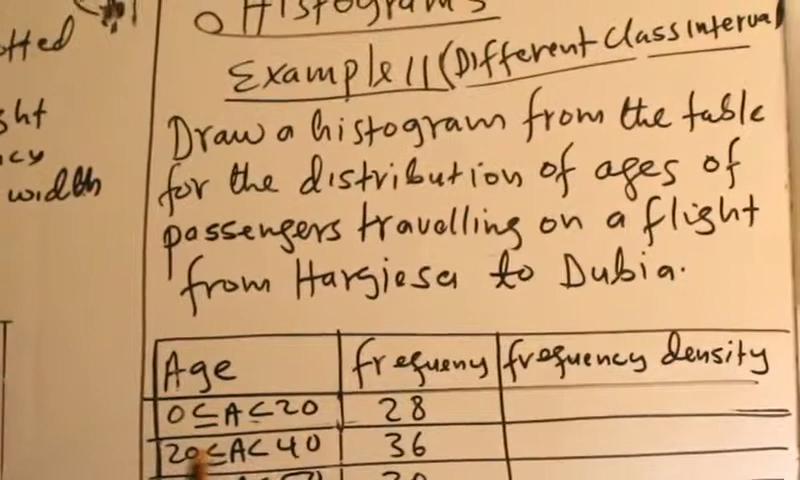 otted
ght
cy
width
Histograms
Example 11 (Different Class Interval
Draw a histogram from the table
for the distribution of ages of
passengers travelling on a flight
from Hargiesa to Dubia.
Age frequeny frequency density
0≤A<20 28
20≤A<40 36